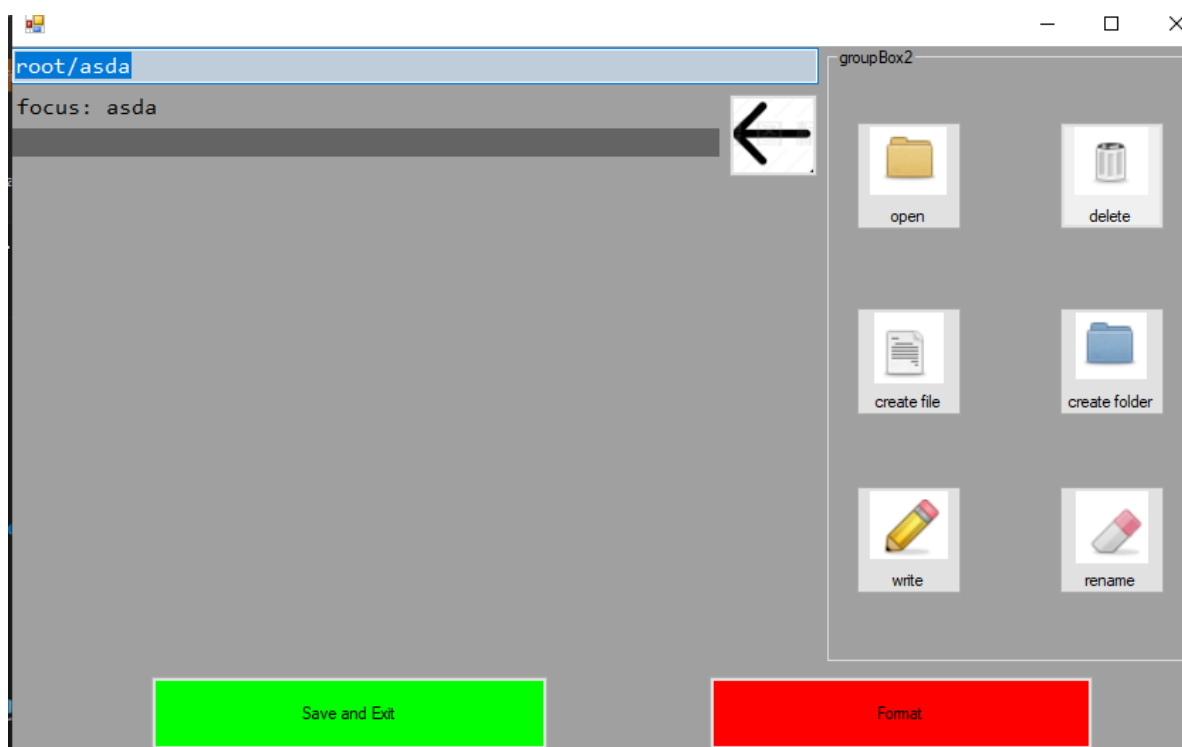 root/asda
groupBox2
focus: asda
open
delete
create file
create folder
write
rename
Save and Exit
Format